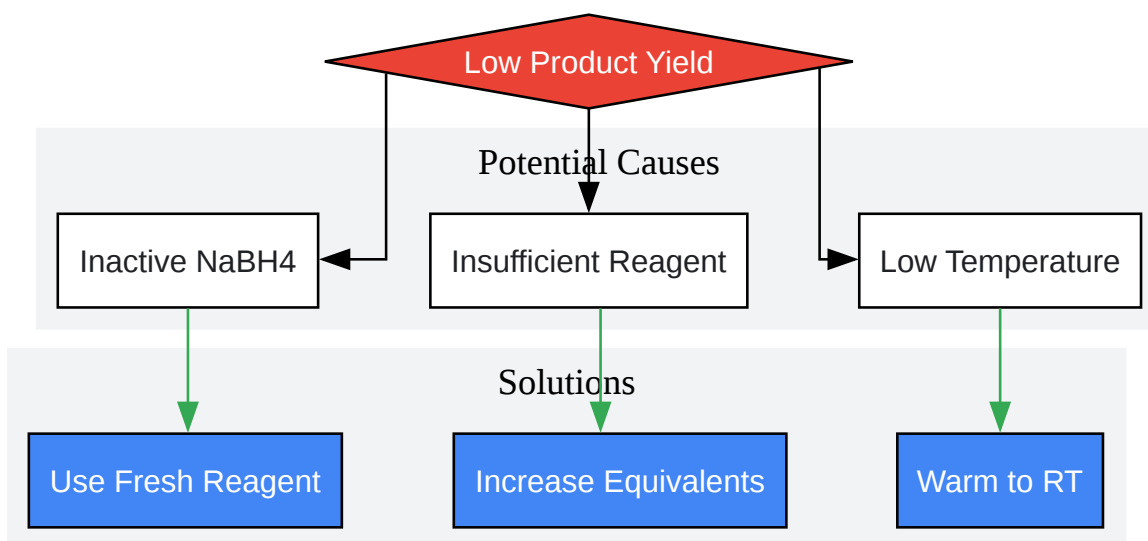 Low Product Yield
Potential Causes
Inactive NaBH4
Insufficient Reagent
Low Temperature
Solutions
Use Fresh Reagent
Increase Equivalents
Warm to RT